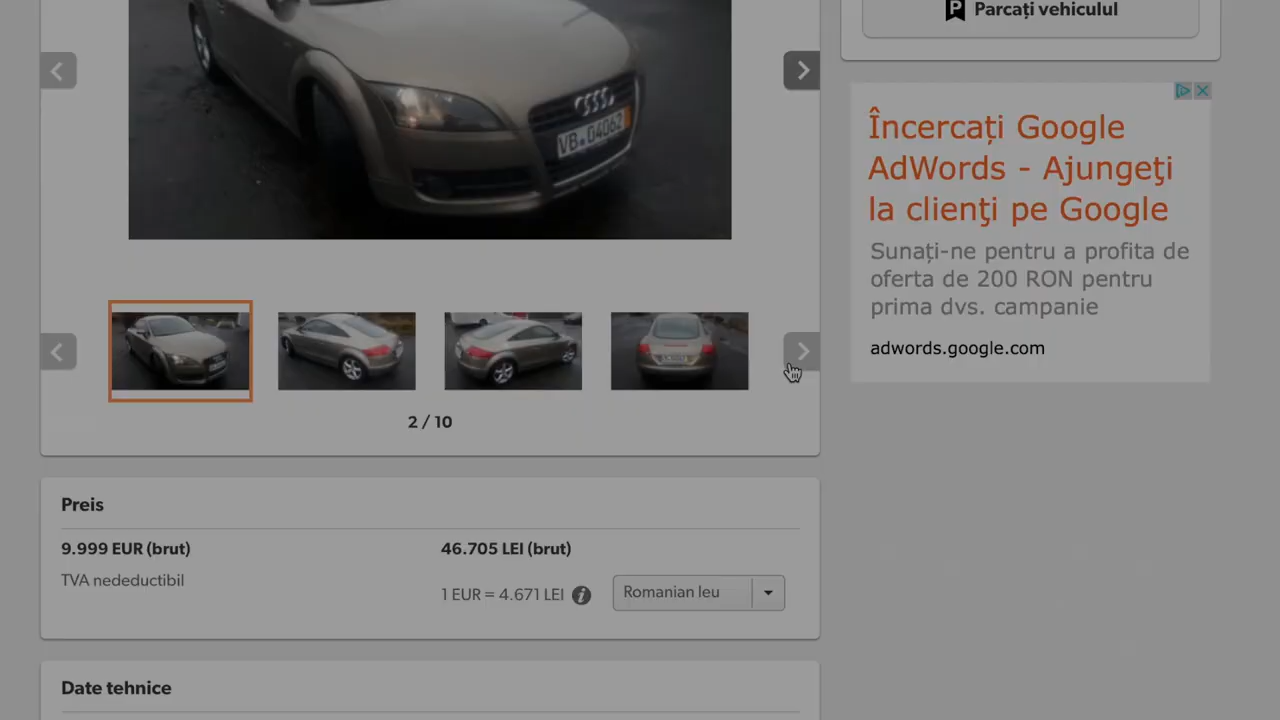 Parcați vehiculul
VB.04062
Încercați Google
AdWords - Ajungeţi
la clienţi pe Google
Sunați-ne pentru a profita de
oferta de 200 RON pentru
prima dvs. campanie
adwords.google.com
2 / 10
Preis
9.999 EUR (brut)
46.705 LEI (brut)
TVA nedeductibil
1 EUR = 4.671 LEI
Romanian leu
Date tehnice